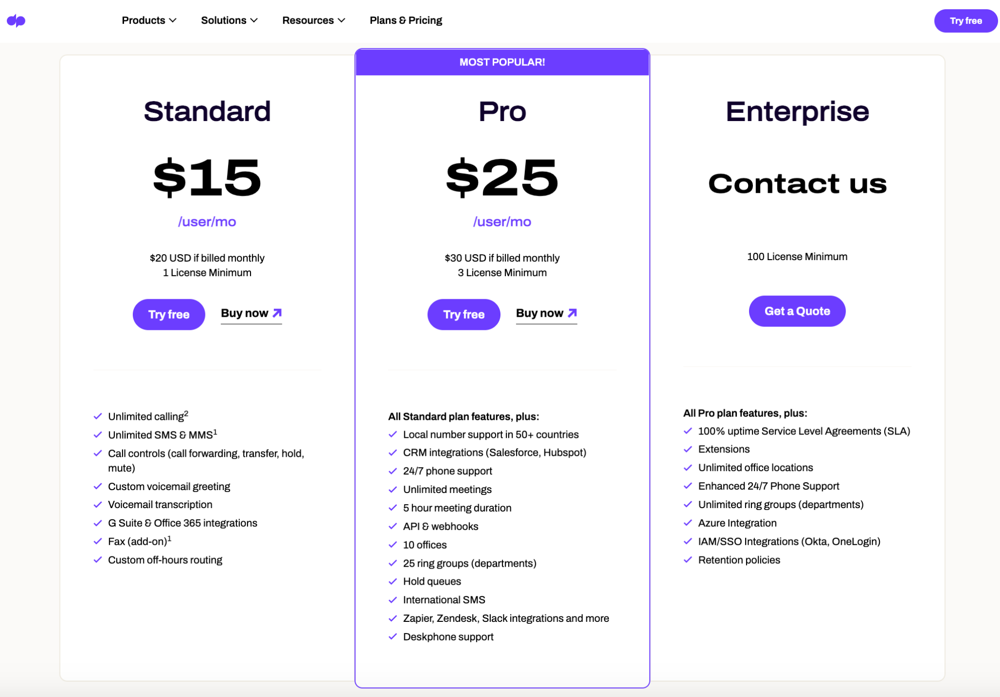 Products
Solutions
Resources
Plans & Pricing
Try free
Standard
$15
/user/mo
$20 USD if billed monthly
1 License Minimum
Try free
Buy now
Unlimited calling2
Unlimited SMS & MMS1
Call controls (call forwarding, transfer, hold,
mute)
Custom voicemail greeting
Voicemail transcription
G Suite & Office 365 integrations
Fax (add-on)1
Custom off-hours routing
MOST POPULAR!
Pro
$25
/user/mo
$30 USD if billed monthly
3 License Minimum
Try free
Buy now
All Standard plan features, plus:
Local number support in 50+ countries
CRM integrations (Salesforce, Hubspot)
24/7 phone support
Unlimited meetings
5 hour meeting duration
API & webhooks
10 offices
25 ring groups (departments)
Hold queues
International SMS
Zapier, Zendesk, Slack integrations and more
Deskphone support
Enterprise
Contact us
100 License Minimum
Get a Quote
All Pro plan features, plus:
100% uptime Service Level Agreements (SLA)
Extensions
Unlimited office locations
Enhanced 24/7 Phone Support
Unlimited ring groups (departments)
Azure Integration
IAM/SSO Integrations (Okta, OneLogin)
Retention policies